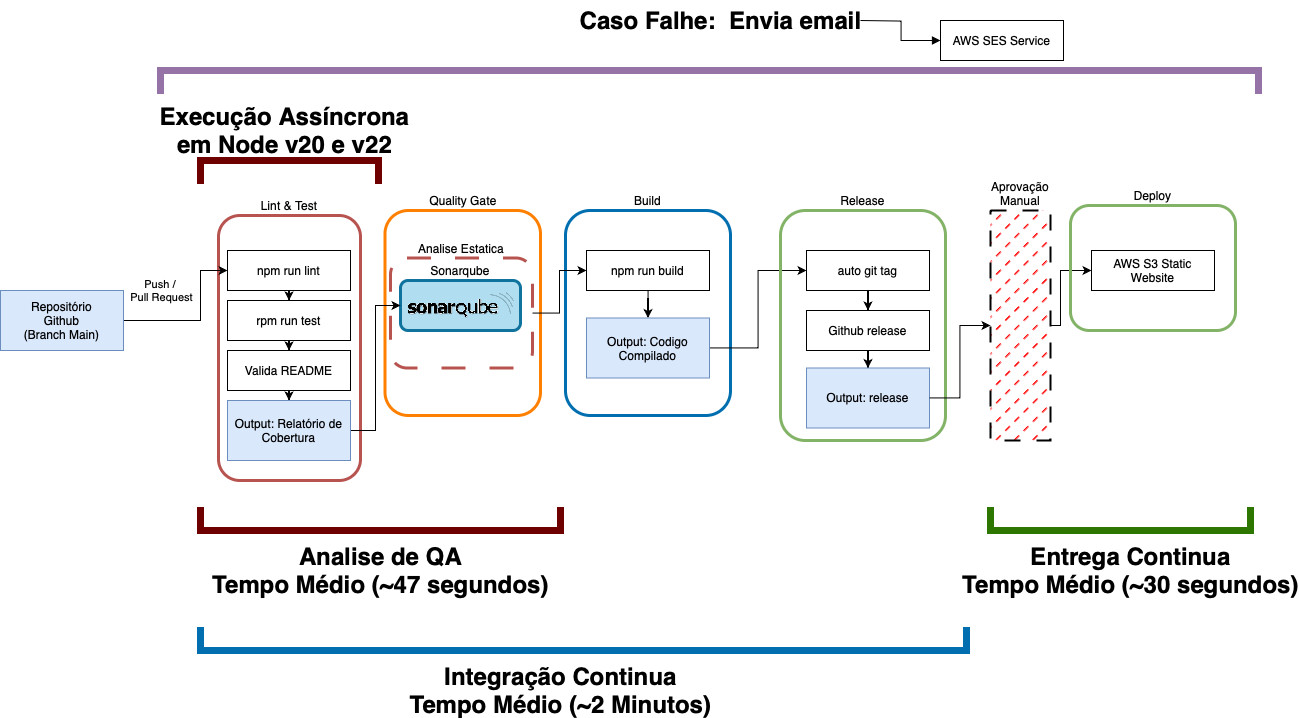 Caso Falhe:  Envia email
AWS SES Service
Execução Assíncrona
em Node v20 e v22
Lint & Test
npm run lint
rpm run test
Valida README
Output: Relatório de
Cobertura
Push /
Pull Request
Repositório
Github
(Branch Main)
Quality Gate
Analise Estatica
Sonarqube
sonarqube
Build
npm run build
Output: Codigo
Compilado
Release
auto git tag
Github release
Output: release
Aprovação
Manual
Deploy
AWS S3 Static
Website
Analise de QA
Tempo Médio (~47 segundos)
Entrega Continua
Tempo Médio (~30 segundos)
Integração Continua
Tempo Médio (~2 Minutos)